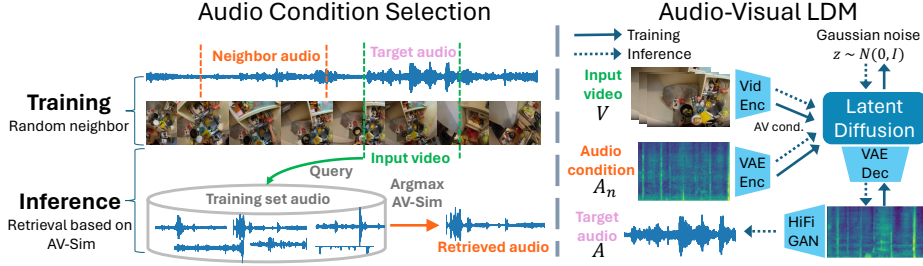 Audio Condition Selection
Neighbor audio
Target audio
Training
Random neighbor
Input video
Query
Inference
Retrieval based on
AV-Sim
Training set audio
Argmax
AV-Sim
Retrieved audio
Audio-Visual LDM
Training
Inference
Gaussian noise
z ~ N(0, I)
Input
video
V
Vid
Enc
AV cond.
Latent
Diffusion
Audio
condition
Aₙ
VAE
Enc
VAE
Dec
Target
audio
A
HiFi
GAN